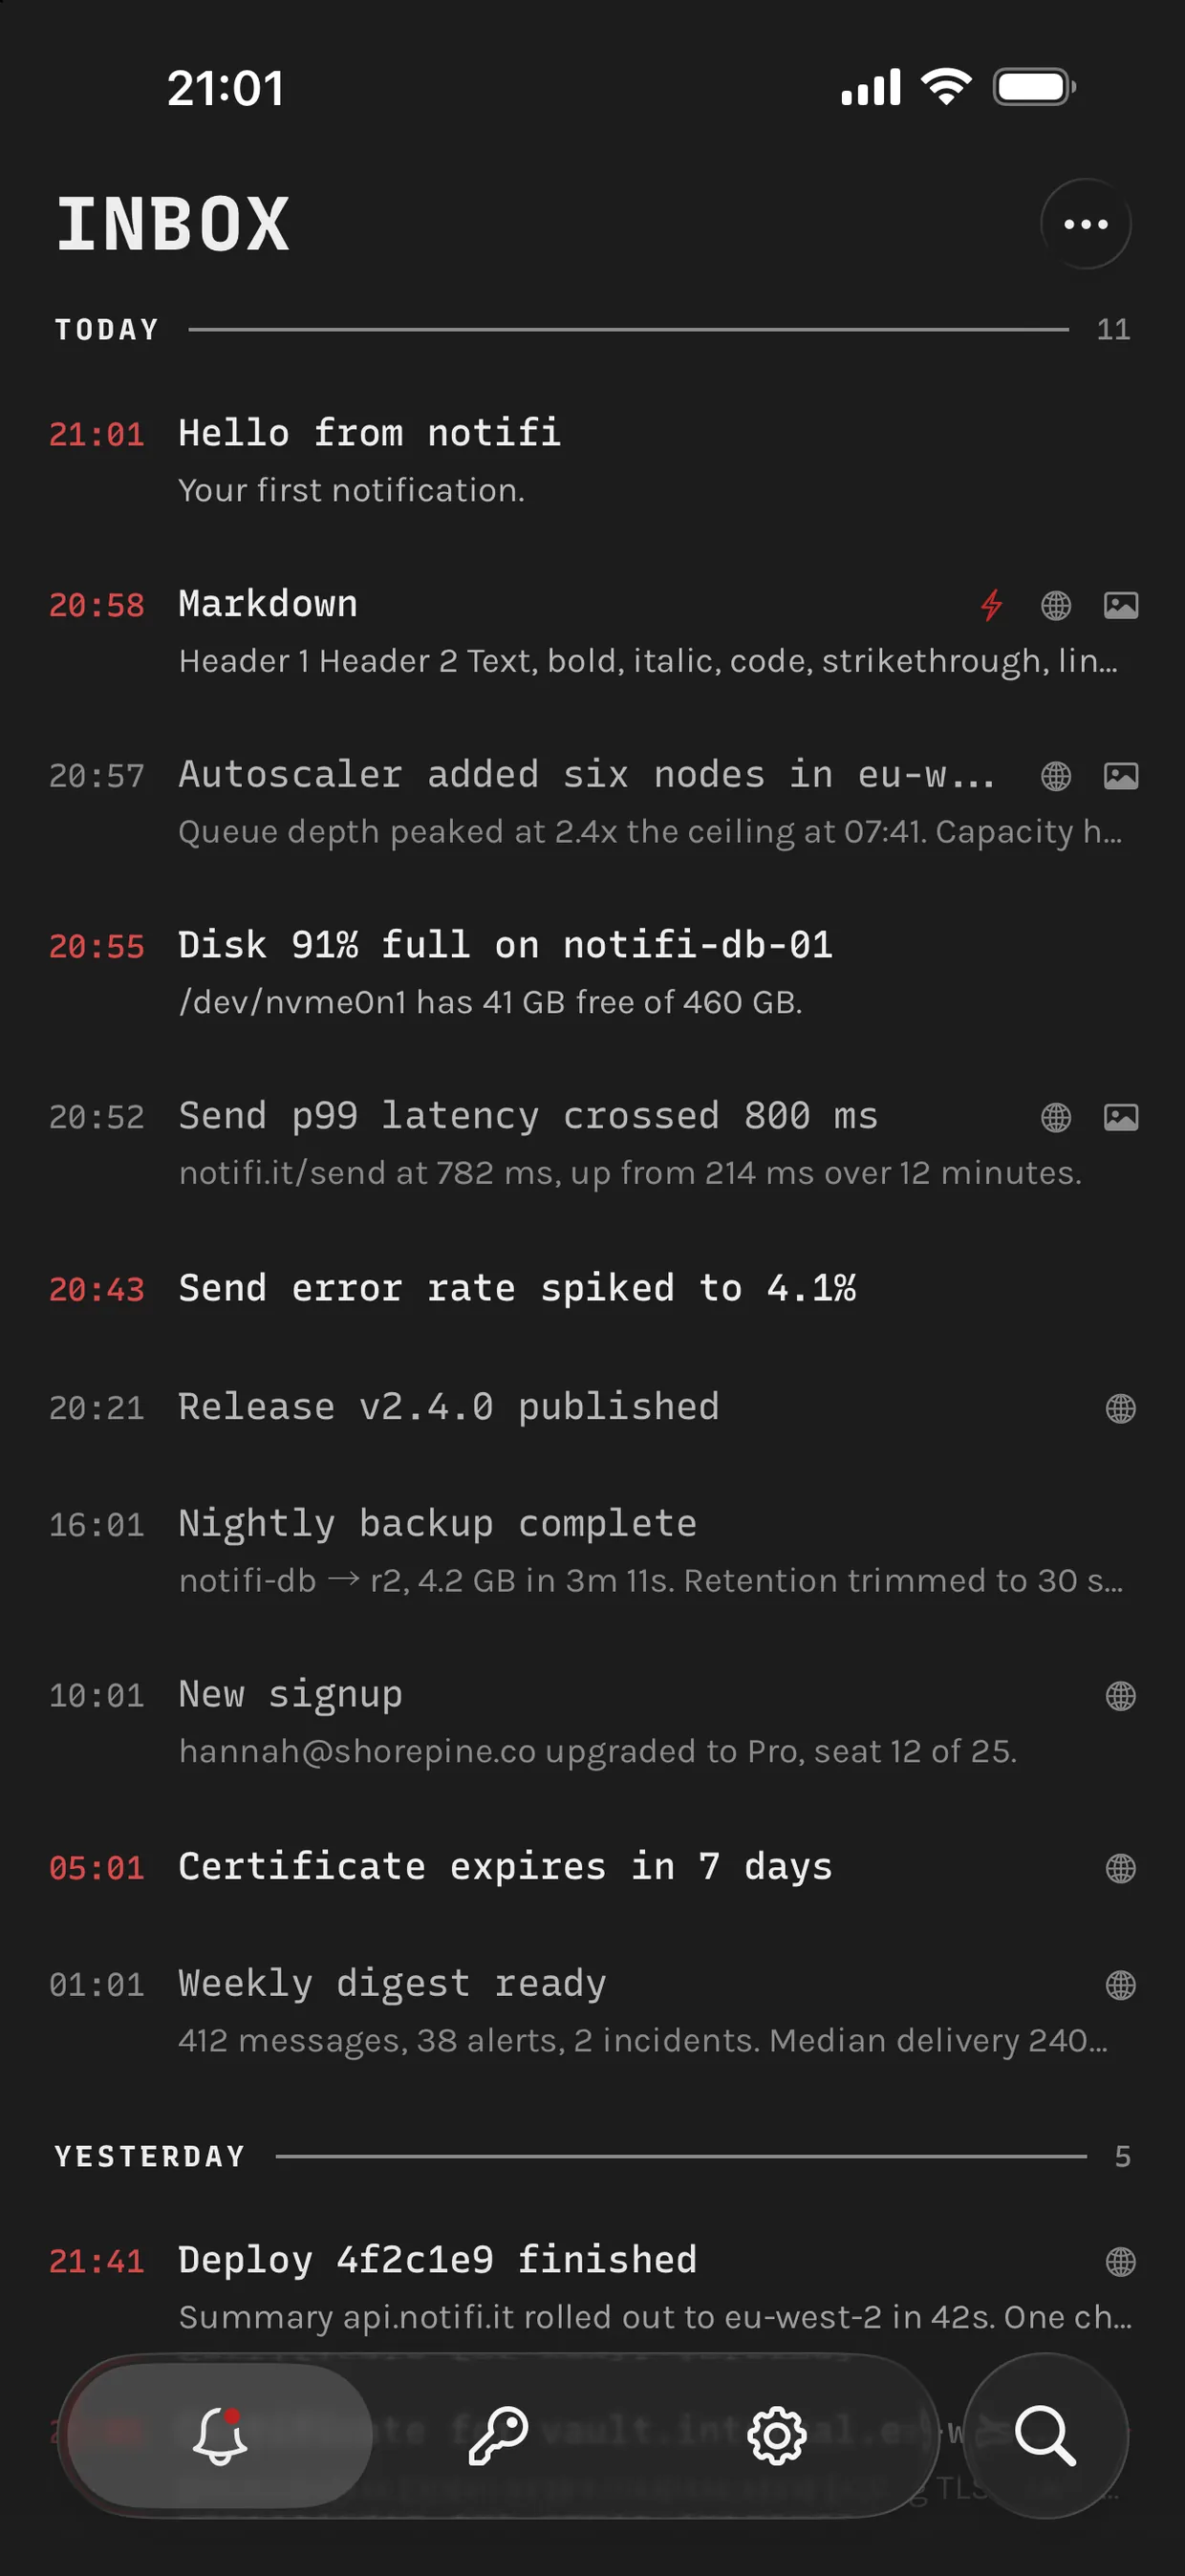 21:01
INBOX
TODAY 11
21:01 Hello from notifi
Your first notification.
20:58 Markdown
Header 1 Header 2 Text, bold, italic, code, strikethrough, lin...
20:57 Autoscaler added six nodes in eu-w...
Queue depth peaked at 2.4x the ceiling at 07:41. Capacity h...
20:55 Disk 91% full on notifi-db-01
/dev/nvme0n1 has 41 GB free of 460 GB.
20:52 Send p99 latency crossed 800 ms
notifi.it/send at 782 ms, up from 214 ms over 12 minutes.
20:43 Send error rate spiked to 4.1%
20:21 Release v2.4.0 published
16:01 Nightly backup complete
notifi-db → r2, 4.2 GB in 3m 11s. Retention trimmed to 30 s...
10:01 New signup
hannah@shorepine.co upgraded to Pro, seat 12 of 25.
05:01 Certificate expires in 7 days
01:01 Weekly digest ready
412 messages, 38 alerts, 2 incidents. Median delivery 240...
YESTERDAY 5
21:41 Deploy 4f2c1e9 finished
Summary api.notifi.it rolled out to eu-west-2 in 42s. One ch...
TLS